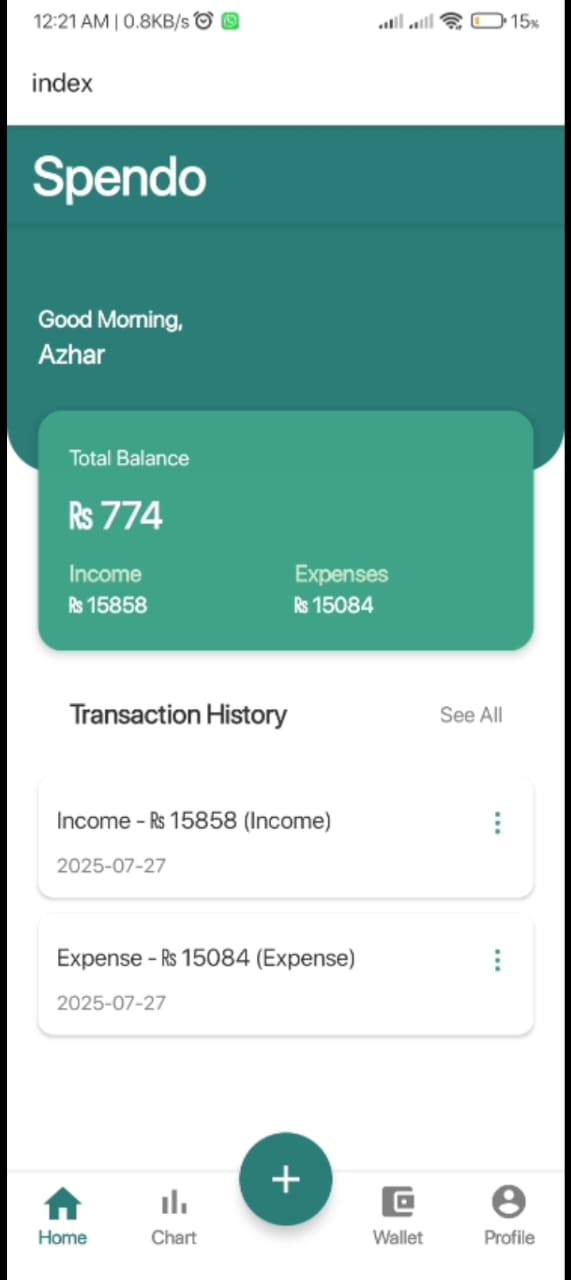 12:21 AM | 0.8KB/s 15%
index
Spendo
Good Morning,
Azhar
Total Balance
₨ 774
Income Expenses
₨ 15858 ₨ 15084
Transaction History See All
Income - ₨ 15858 (Income)
2025-07-27
Expense - ₨ 15084 (Expense)
2025-07-27
+
Home Chart Wallet Profile